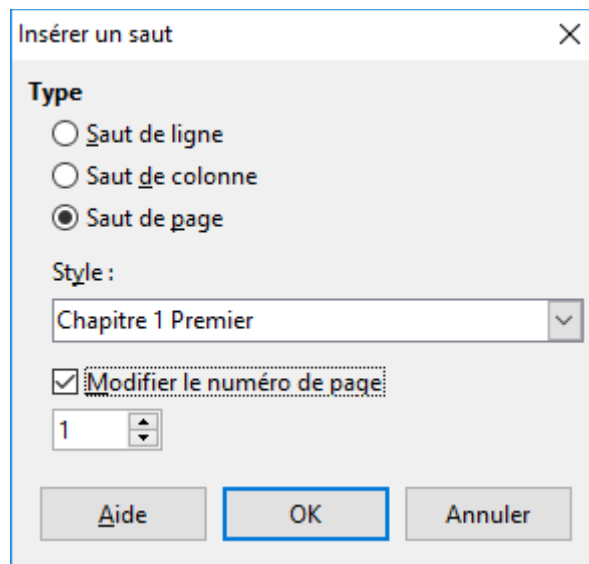 Insérer un saut
Type
Saut de ligne
Saut de colonne
Saut de page
Style :
Chapitre 1 Premier
Modifier le numéro de page
1
Aide OK Annuler